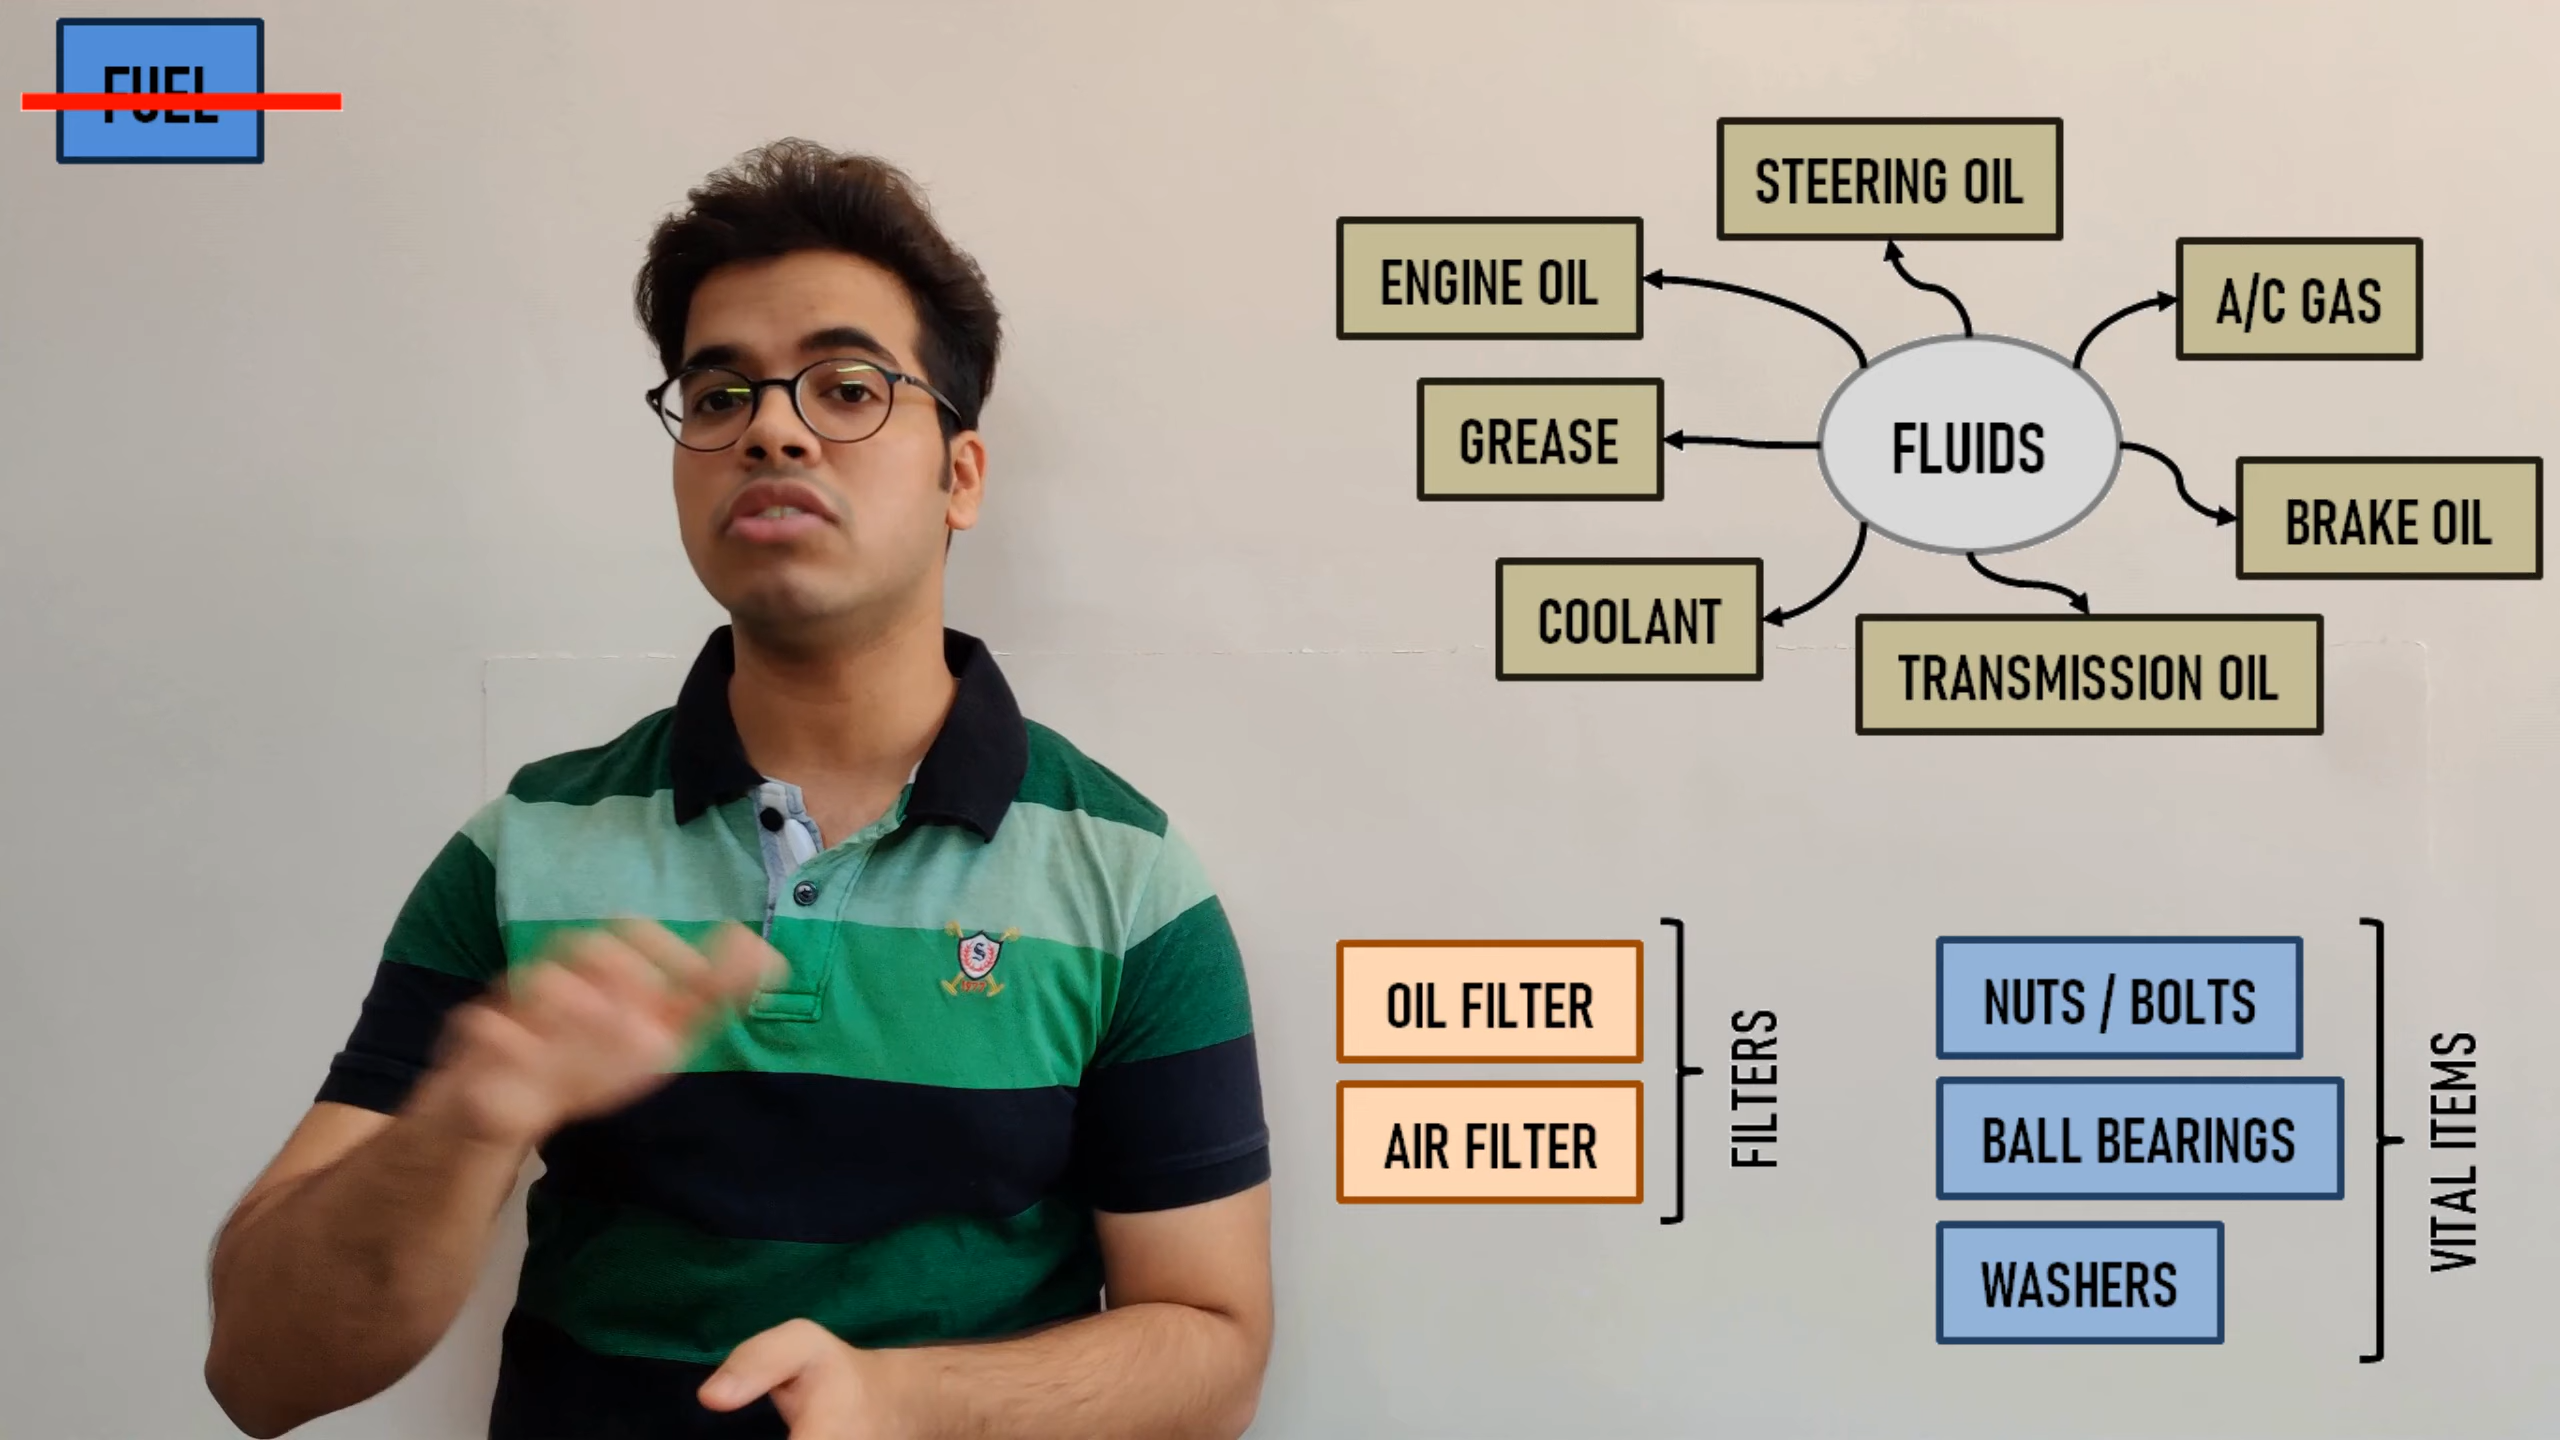 FUEL
STEERING OIL
ENGINE OIL
A/C GAS
GREASE
FLUIDS
BRAKE OIL
COOLANT
TRANSMISSION OIL
OIL FILTER
AIR FILTER
FILTERS
NUTS / BOLTS
BALL BEARINGS
WASHERS
VITAL ITEMS
S
1977